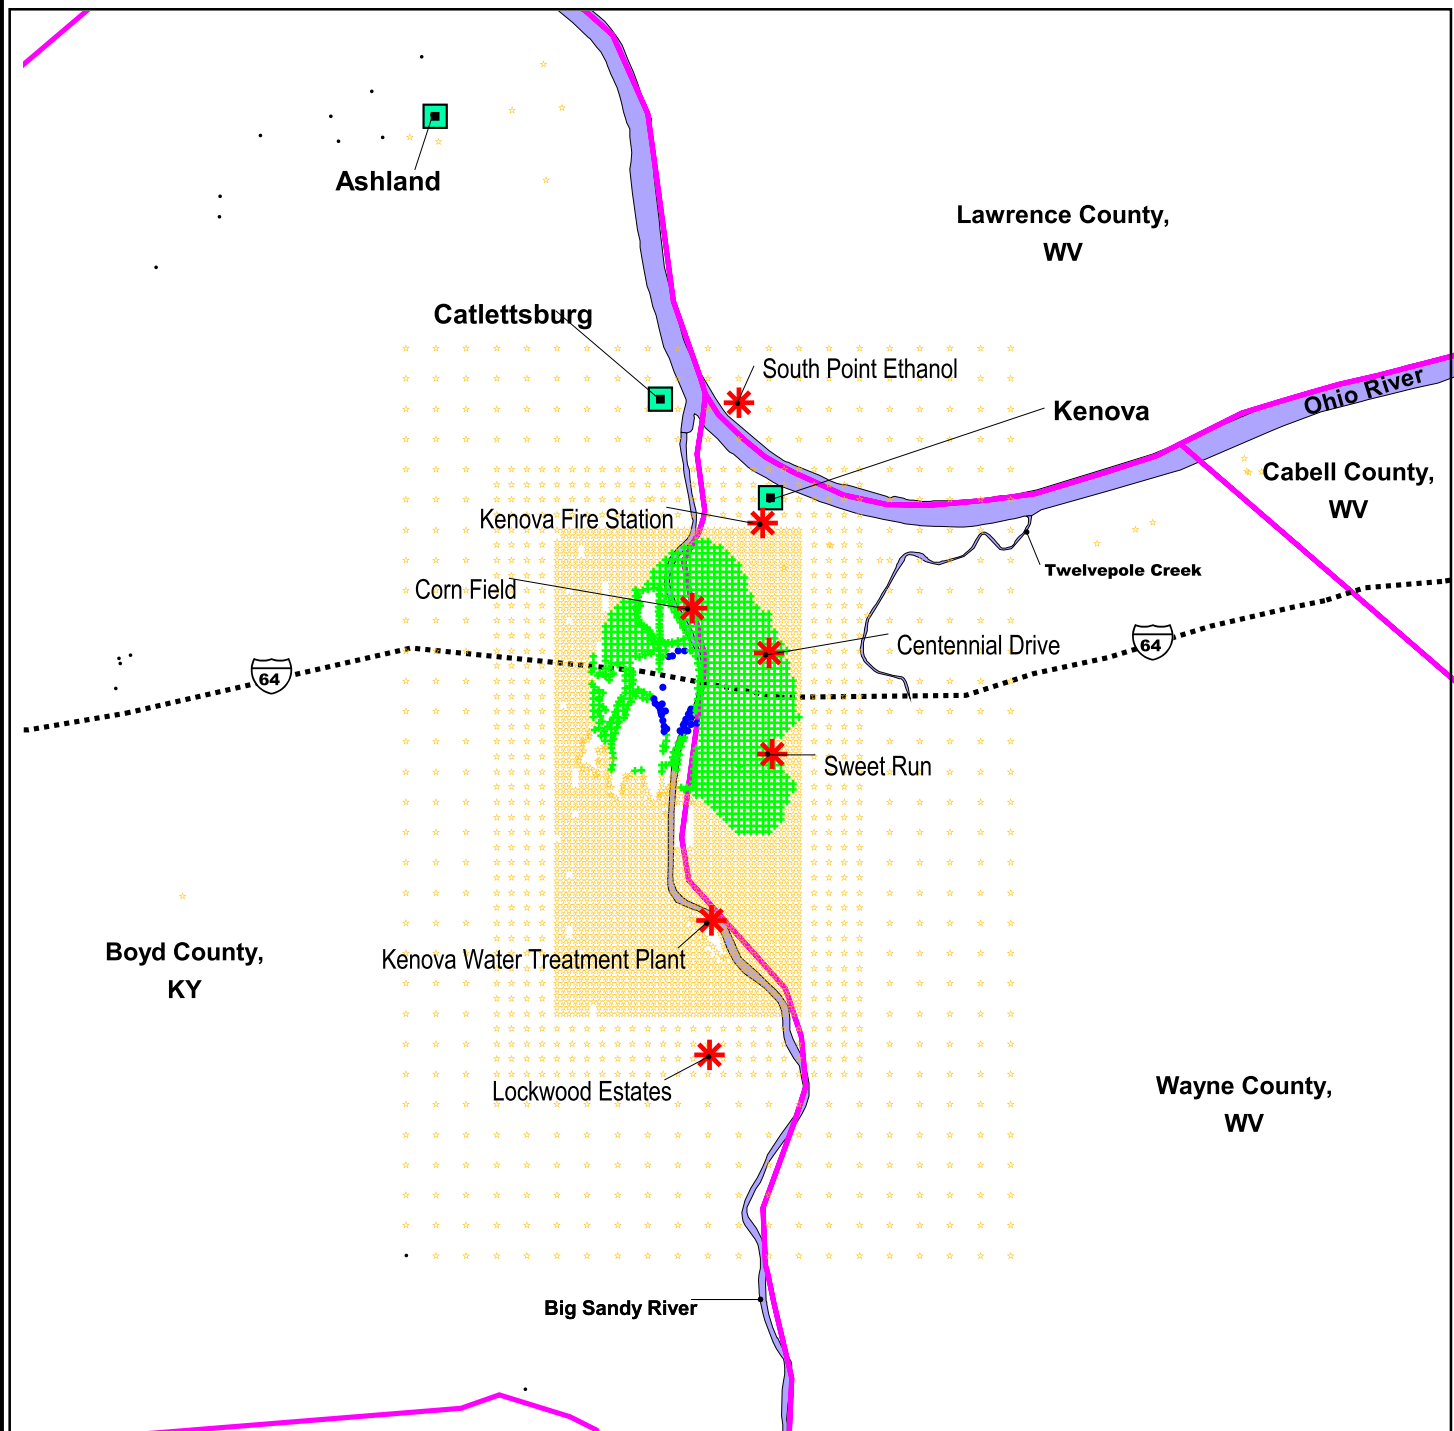 Ashland
Lawrence County,
WV
Catlettsburg
South Point Ethanol
Ohio River
Kenova
Cabell County,
WV
Kenova Fire Station
Twelvepole Creek
Corn Field
Centennial Drive
64
64
Sweet Run
Boyd County,
KY
Kenova Water Treatment Plant
Lockwood Estates
Wayne County,
WV
Big Sandy River